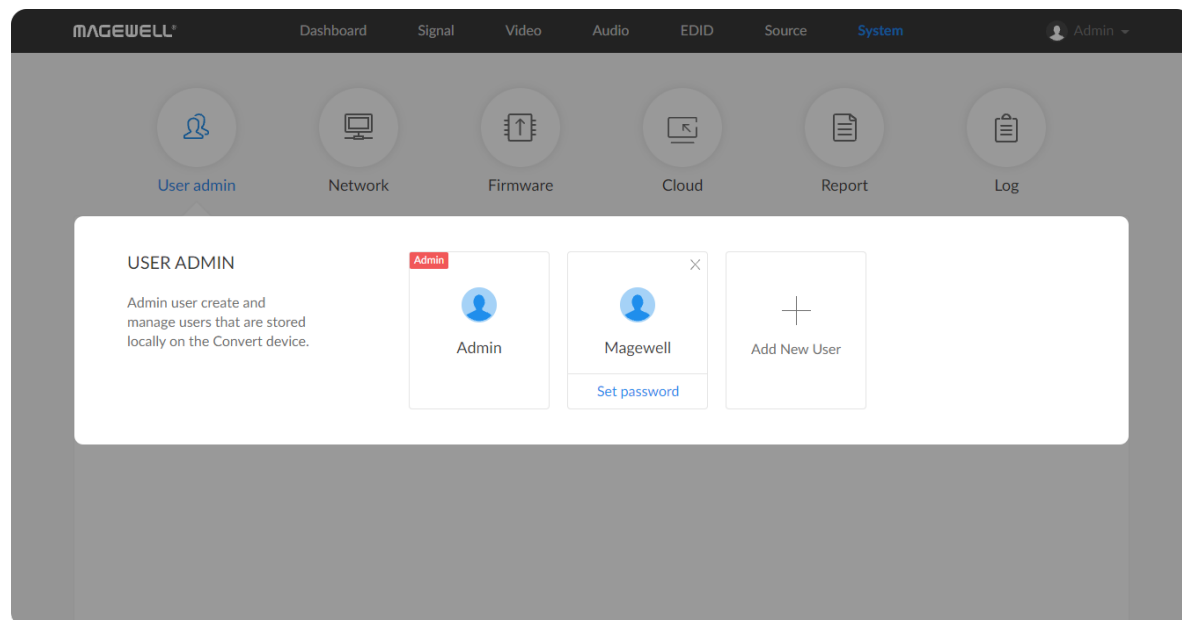 MAGEWELL®
Dashboard Signal Video Audio EDID Source System Admin
User admin Network Firmware Cloud Report Log
USER ADMIN
Admin user create and
manage users that are stored
locally on the Convert device.
Admin
Admin
Magewell
Set password
Add New User